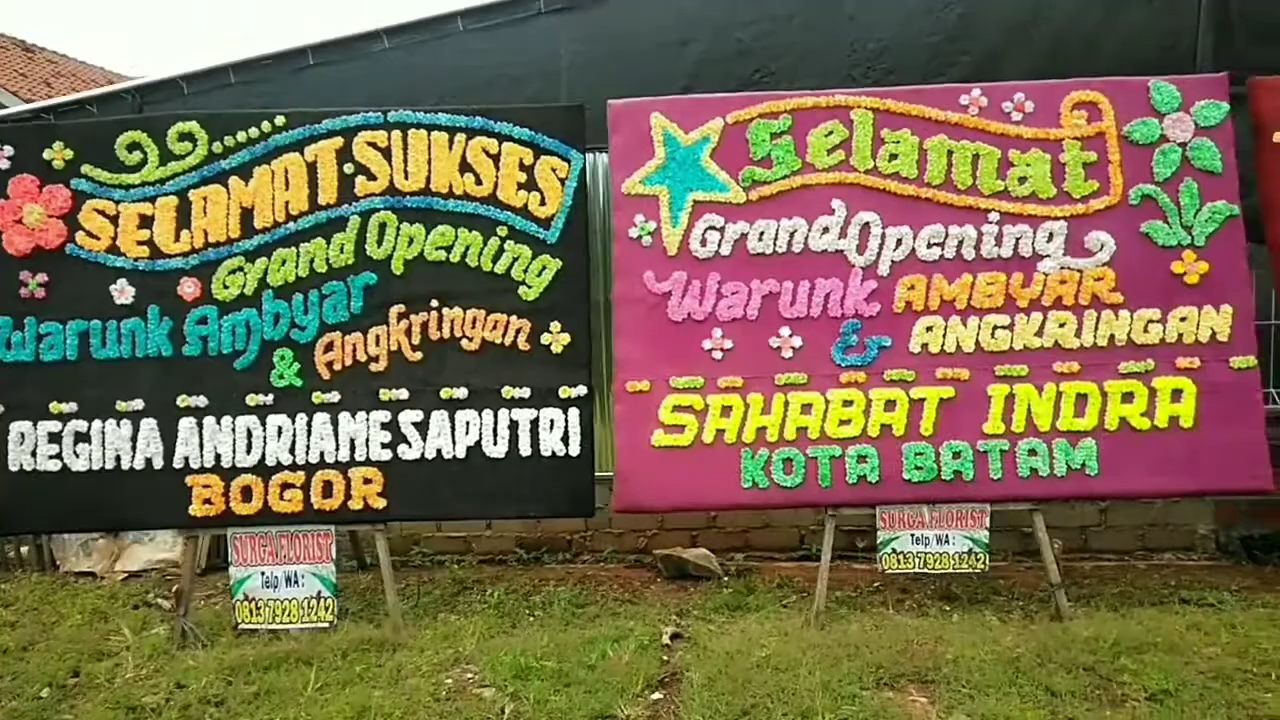 SELAMAT·SUKSES
Grand Opening
Warunk Ambyar
& Angkringan
REGINA ANDRIANE SAPUTRI
BOGOR
SURGA FLORIST
Telp/WA :
0813 7928 1242
Selamat
Grand Opening
Warunk AMBYAR
& ANGKRINGAN
SAHABAT INDRA
KOTA BATAM
SURGA FLORIST
Telp/WA :
0813 7928 1242